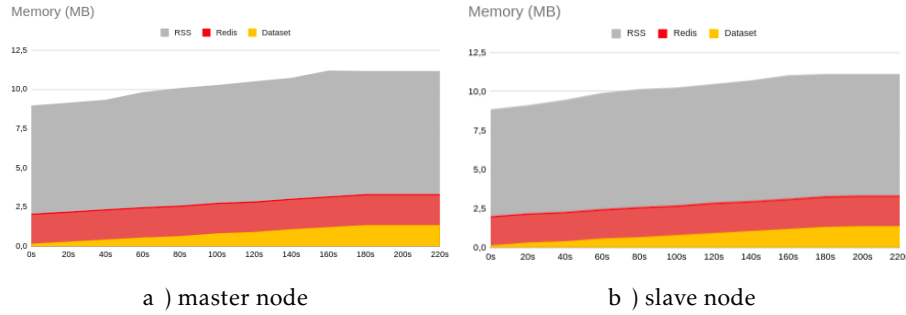 Memory (MB)
RSS Redis Dataset
12,5
10,0
7,5
5,0
2,5
0,0
0s 20s 40s 60s 80s 100s 120s 140s 160s 180s 200s 220s
a ) master node
Memory (MB)
RSS Redis Dataset
12,5
10,0
7,5
5,0
2,5
0,0
0s 20s 40s 60s 80s 100s 120s 140s 160s 180s 200s 220s
b ) slave node